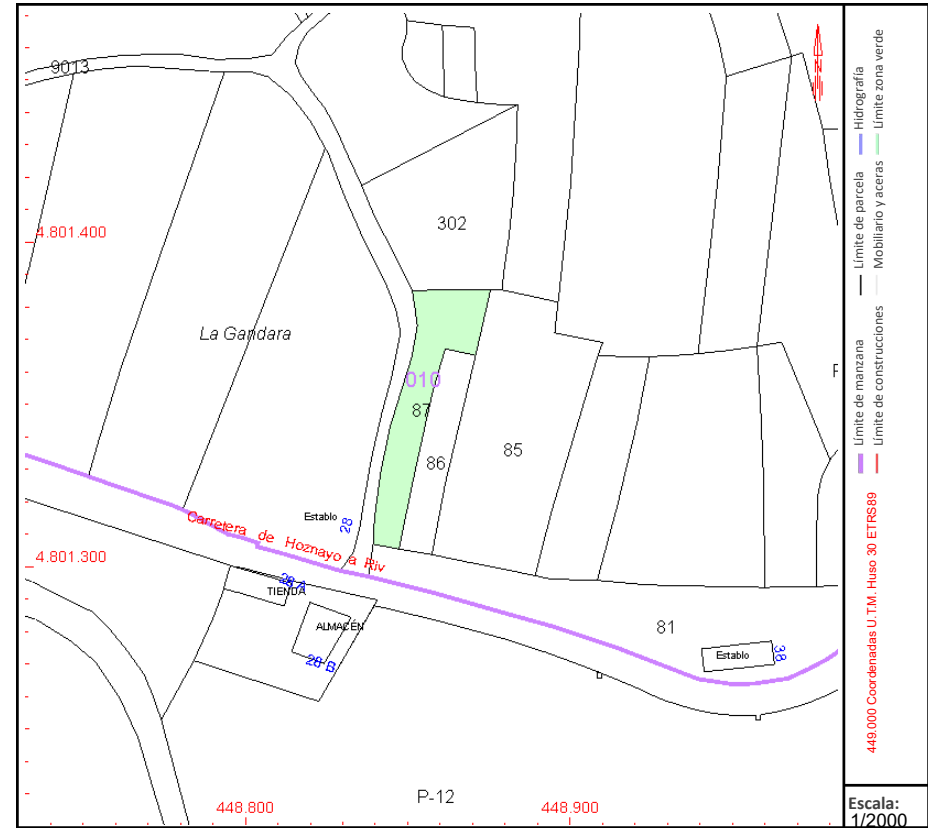 9013
302
4.801.400
La Gandara
010
87
86
85
Establo
28
Carretera de Hoznayo a Riv
4.801.300
28 A
TIENDA
ALMACÉN
28 B
81
Establo
38
P-12
448.800
448.900
N
449.000 Coordenadas U.T.M. Huso 30 ETRS89
Límite de manzana
Límite de construcciones
Límite de parcela
Mobiliario y aceras
Hidrografía
Límite zona verde
Escala:
1/2000